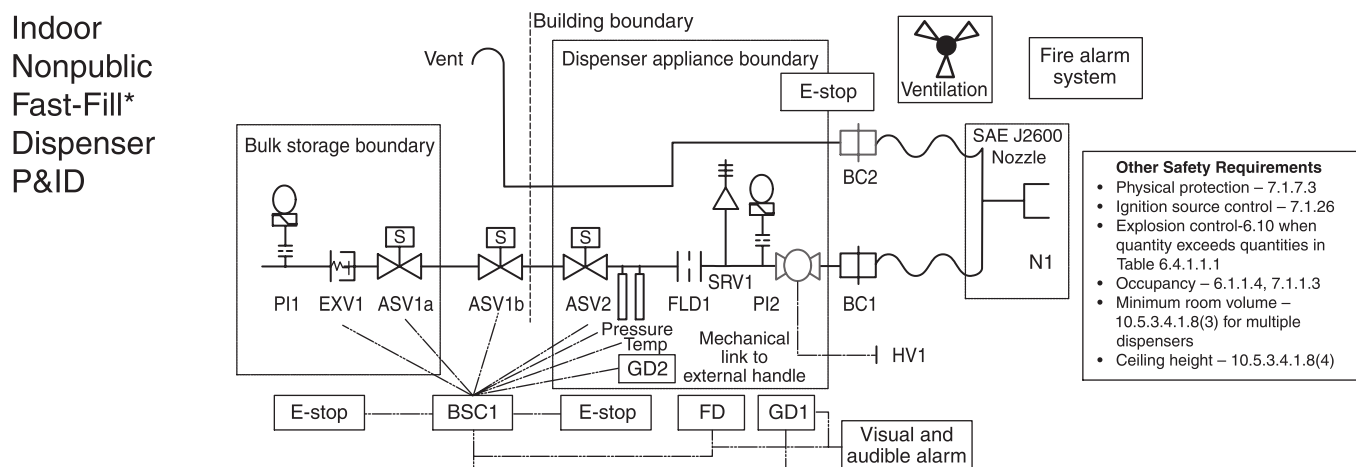 Indoor
Nonpublic
Fast-Fill*
Dispenser
P&ID
Building boundary
Vent
Dispenser appliance boundary
E-stop
Ventilation
Fire alarm
system
Bulk storage boundary
SAE J2600
Nozzle
BC2
S
S
S
PI1
EXV1
ASV1a
ASV1b
ASV2
FLD1
SRV1
PI2
BC1
N1
Pressure
Temp
GD2
Mechanical
link to
external handle
HV1
E-stop
BSC1
E-stop
FD
GD1
Visual and
audible alarm
Other Safety Requirements
• Physical protection – 7.1.7.3
• Ignition source control – 7.1.26
• Explosion control-6.10 when
quantity exceeds quantities in
Table 6.4.1.1.1
• Occupancy – 6.1.1.4, 7.1.1.3
• Minimum room volume –
10.5.3.4.1.8(3) for multiple
dispensers
• Ceiling height – 10.5.3.4.1.8(4)